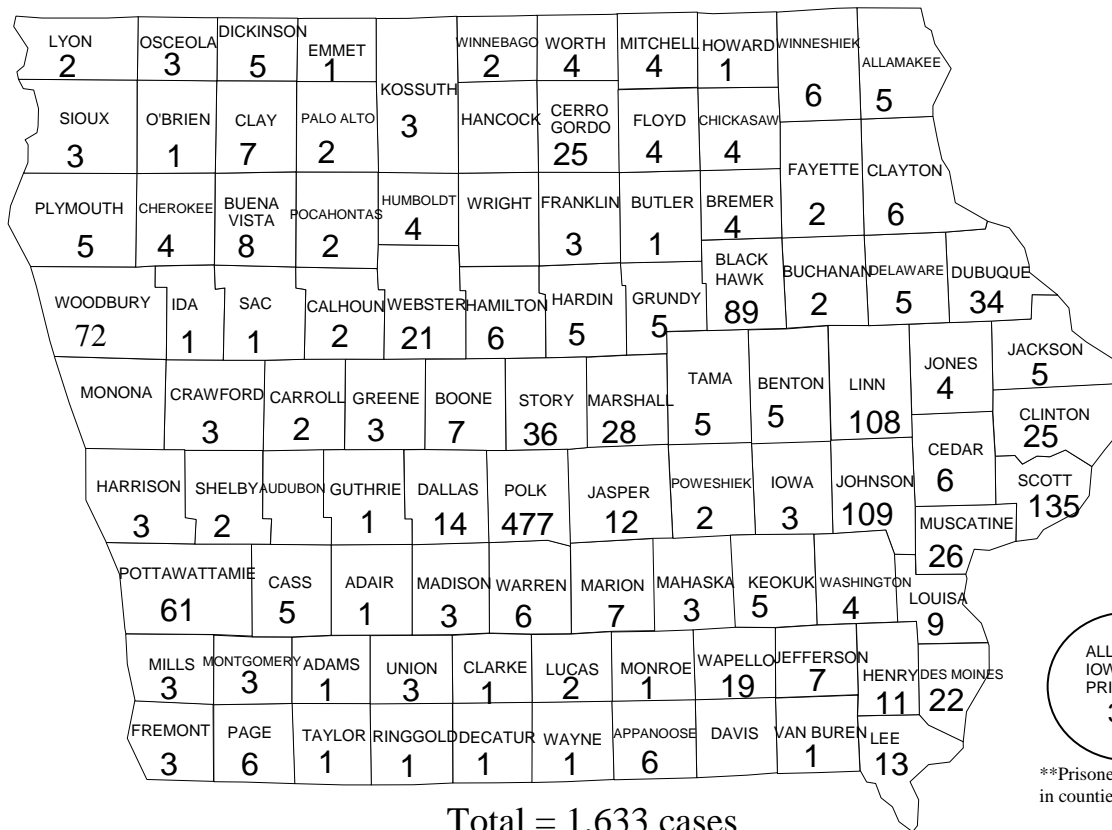 LYON
2
OSCEOLA
3
DICKINSON
5
EMMET
1
KOSSUTH
3
WINNEBAGO
2
WORTH
4
MITCHELL
4
HOWARD
1
WINNESHIEK
6
ALLAMAKEE
5
SIOUX
3
O'BRIEN
1
CLAY
7
PALO ALTO
2
HANCOCK
CERRO
GORDO
25
FLOYD
4
CHICKASAW
4
FAYETTE
2
CLAYTON
6
PLYMOUTH
5
CHEROKEE
4
BUENA
VISTA
8
POCAHONTAS
2
HUMBOLDT
4
WRIGHT
FRANKLIN
3
BUTLER
1
BREMER
4
BLACK
HAWK
89
BUCHANAN
2
DELAWARE
5
DUBUQUE
34
WOODBURY
72
IDA
1
SAC
1
CALHOUN
2
WEBSTER
21
HAMILTON
6
HARDIN
5
GRUNDY
5
MONONA
CRAWFORD
3
CARROLL
2
GREENE
3
BOONE
7
STORY
36
MARSHALL
28
TAMA
5
BENTON
5
LINN
108
JONES
4
JACKSON
5
CLINTON
25
CEDAR
6
SCOTT
135
HARRISON
3
SHELBY
2
AUDUBON
GUTHRIE
1
DALLAS
14
POLK
477
JASPER
12
POWESHIEK
2
IOWA
3
JOHNSON
109
MUSCATINE
26
POTTAWATTAMIE
61
CASS
5
ADAIR
1
MADISON
3
WARREN
6
MARION
7
MAHASKA
3
KEOKUK
5
WASHINGTON
4
LOUISA
9
MILLS
3
MONTGOMERY
3
ADAMS
1
UNION
3
CLARKE
1
LUCAS
2
MONROE
1
WAPELLO
19
JEFFERSON
7
HENRY
11
DES MOINES
22
FREMONT
3
PAGE
6
TAYLOR
1
RINGGOLD
1
DECATUR
1
WAYNE
1
APPANOOSE
6
DAVIS
VAN BUREN
1
LEE
13
ALL
IOW
PRI
**Prisone
in countie
Total = 1,633 cases